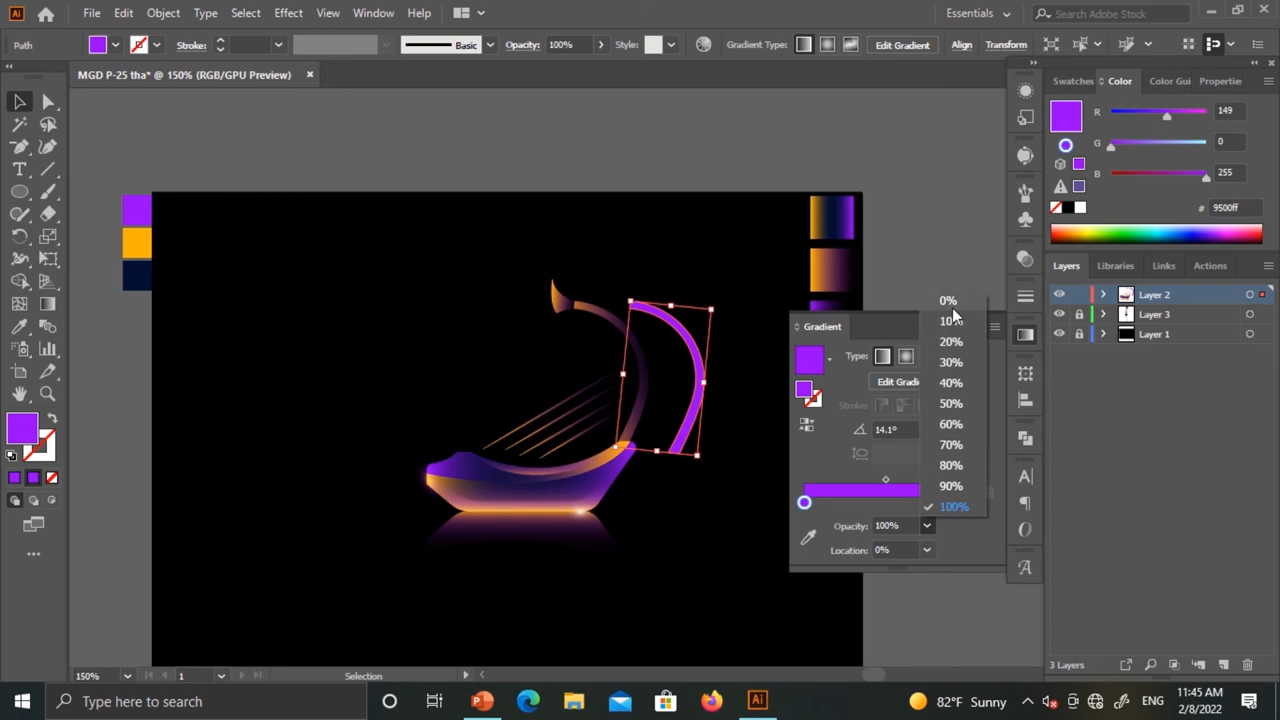 Ai File Edit Object Type Select Effect View Window Help Essentials Search Adobe Stock
Path Stroke: Basic Opacity: 100% Style: Gradient Type: Edit Gradient Align Transform
MGD P-25 tha* @ 150% (RGB/GPU Preview)
Swatches Color Color Gui Properties
R 149
G 0
B 255
# 9500ff
Layers Libraries Links Actions
Layer 2
Layer 3
Layer 1
0%
10%
20%
30%
40%
50%
60%
70%
80%
90%
100%
Gradient
Type:
Edit Gradi
Strokes
14.1°
Opacity: 100%
Location: 0%
3 Layers
150% 1 Selection
Type here to search
82°F Sunny ENG 11:45 AM
2/8/2022